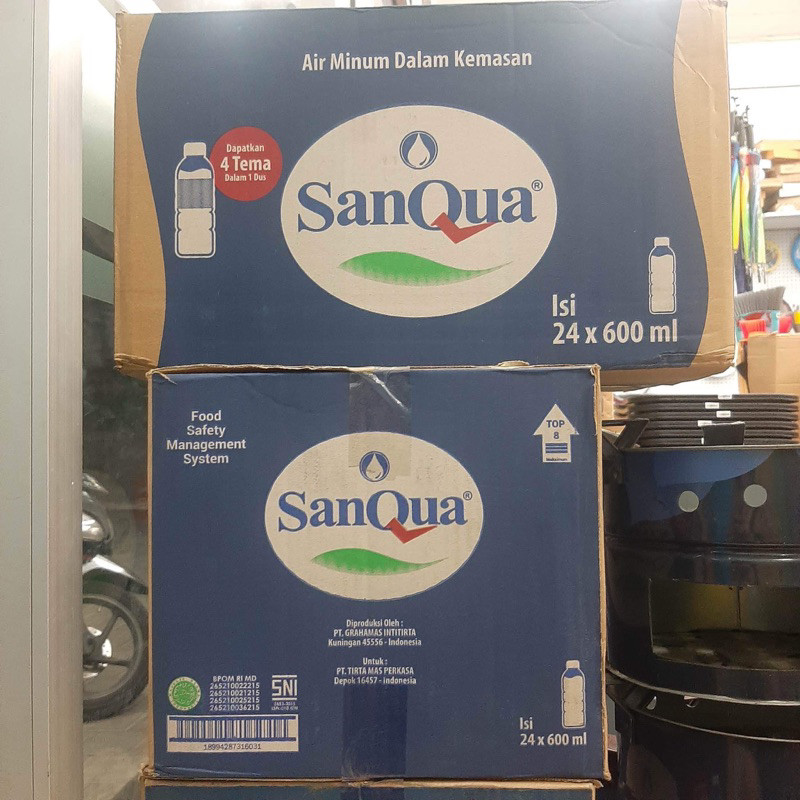 Air Minum Dalam Kemasan
Dapatkan
4 Tema
Dalam 1 Dus
SanQua®
Isi
24 x 600 ml
Food
Safety
Management
System
TOP
8
SanQua®
Diproduksi Oleh :
PT. GRAHAMAS INTITIRTA
Kuningan 45556 - Indonesia
Untuk :
PT. TIRTA MAS PERKASA
Depok 16457 - indonesia
BPOM RI MD
265210022215
265210021215
265210025215
265210036215
SNI
18994287316031
Isi
24 x 600 ml